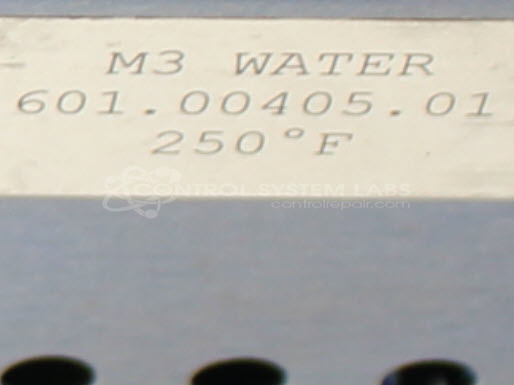 M3 WATER
601.00405.01
250°F
CONTROL SYSTEM LABS
controlrepair.com